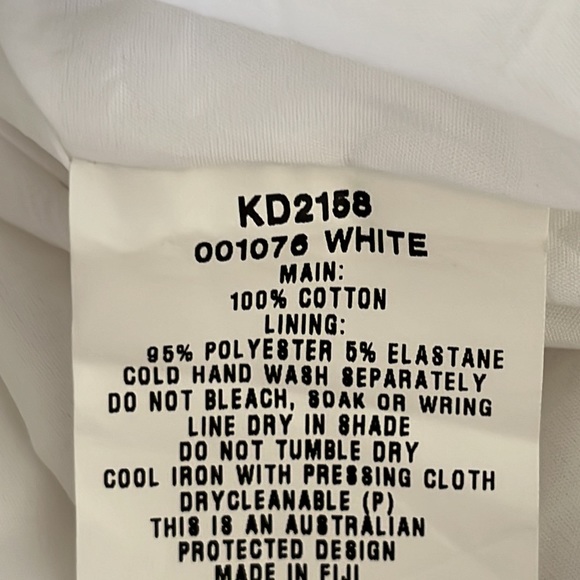 KD2158
001076 WHITE
MAIN:
100% COTTON
LINING:
95% POLYESTER 5% ELASTANE
COLD HAND WASH SEPARATELY
DO NOT BLEACH, SOAK OR WRING
LINE DRY IN SHADE
DO NOT TUMBLE DRY
COOL IRON WITH PRESSING CLOTH
DRYCLEANABLE (P)
THIS IS AN AUSTRALIAN
PROTECTED DESIGN
MADE IN FIJI